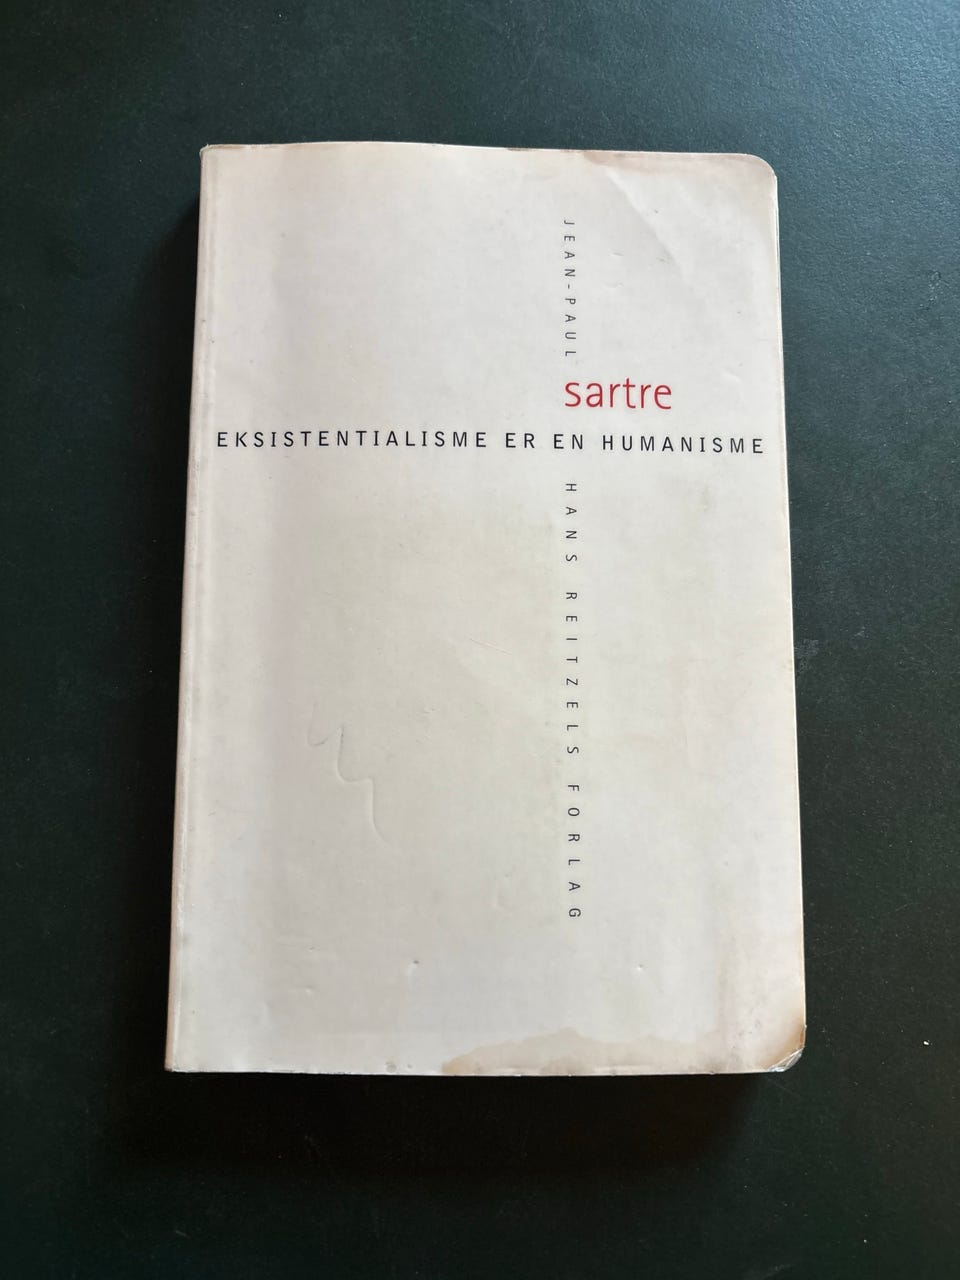 JEAN-PAUL
sartre
EKSISTENTIALISME ER EN HUMANISME
HANS REITZELS FORLAG